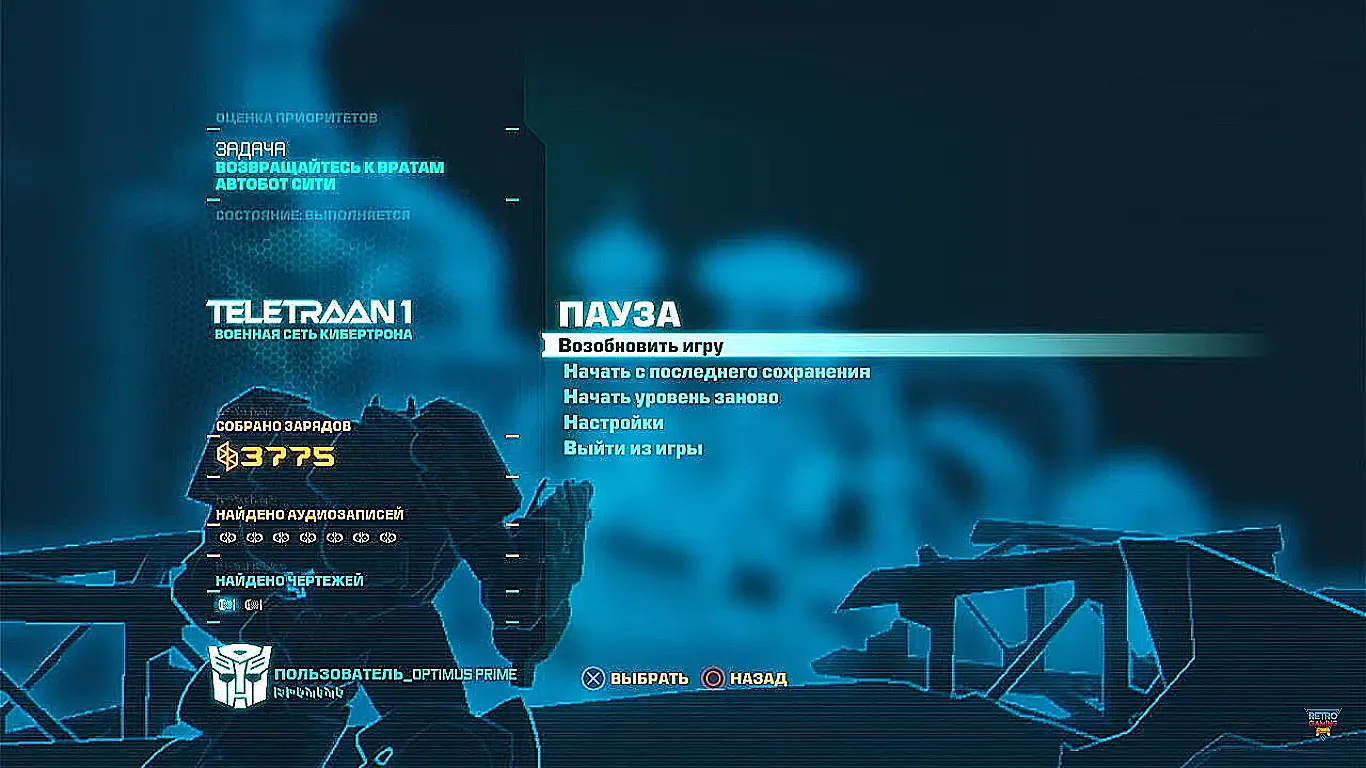 ОЦЕНКА ПРИОРИТЕТОВ
ЗАДАЧА
ВОЗВРАЩАЙТЕСЬ К ВРАТАМ
АВТОБОТ СИТИ
СОСТОЯНИЕ: ВЫПОЛНЯЕТСЯ
TELETRAAN 1
ВОЕННАЯ СЕТЬ КИБЕРТРОНА
ПАУЗА
Возобновить игру
Начать с последнего сохранения
Начать уровень заново
Настройки
Выйти из игры
СОБРАНО ЗАРЯДОВ
3775
НАЙДЕНО АУДИОЗАПИСЕЙ
НАЙДЕНО ЧЕРТЕЖЕЙ
ПОЛЬЗОВАТЕЛЬ_OPTIMUS PRIME
ВЫБРАТЬ НАЗАД
RETRO
GAMING